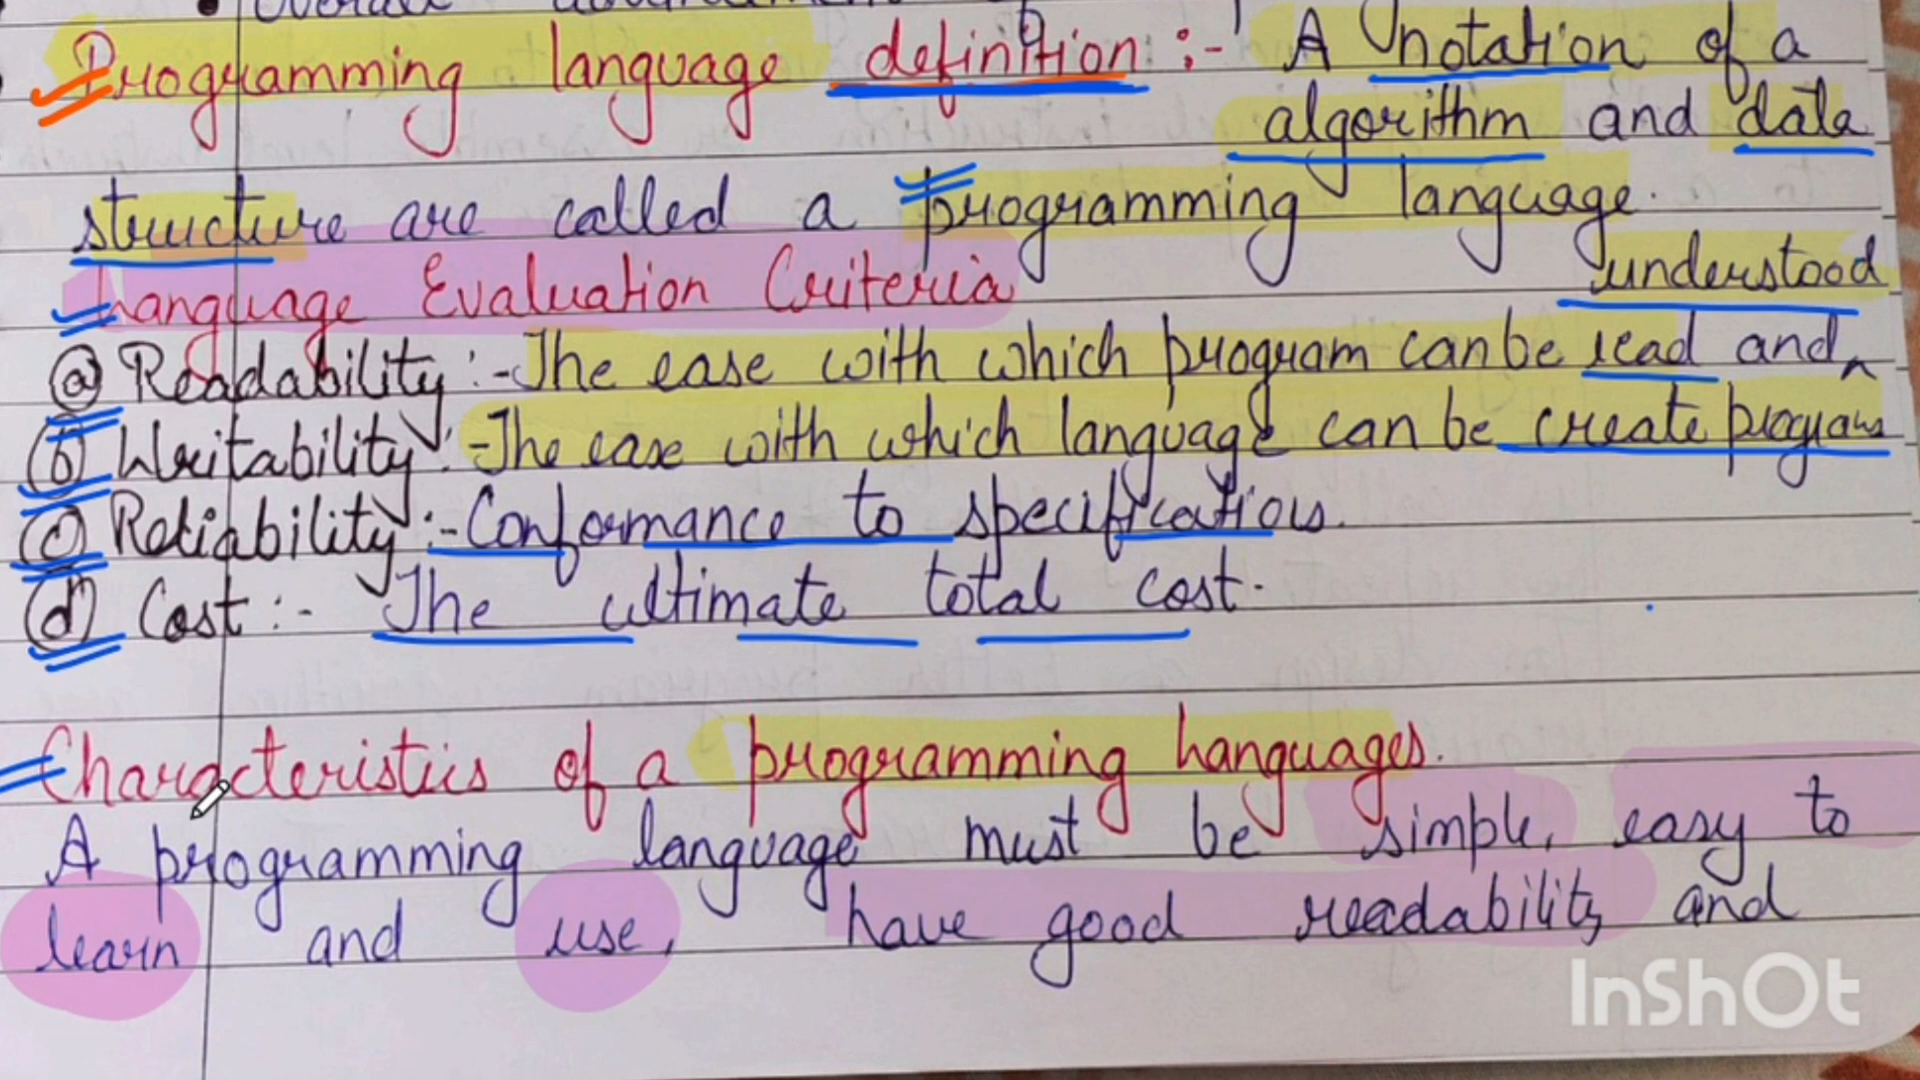 • Overall
Programming language definition :- A notation of a
algorithm and data
structure are called a programming language.
Language Evaluation Criteria
understood
(a) Readability :- The ease with which program can be read and ^
(b) Writability :- The ease with which language can be create programs
(c) Reliability :- Conformance to specifications.
(d) Cost :- The ultimate total cost.
Characteristics of a programming Languages.
A programming language must be simple, easy to
learn and use, have good readability and
InShOt